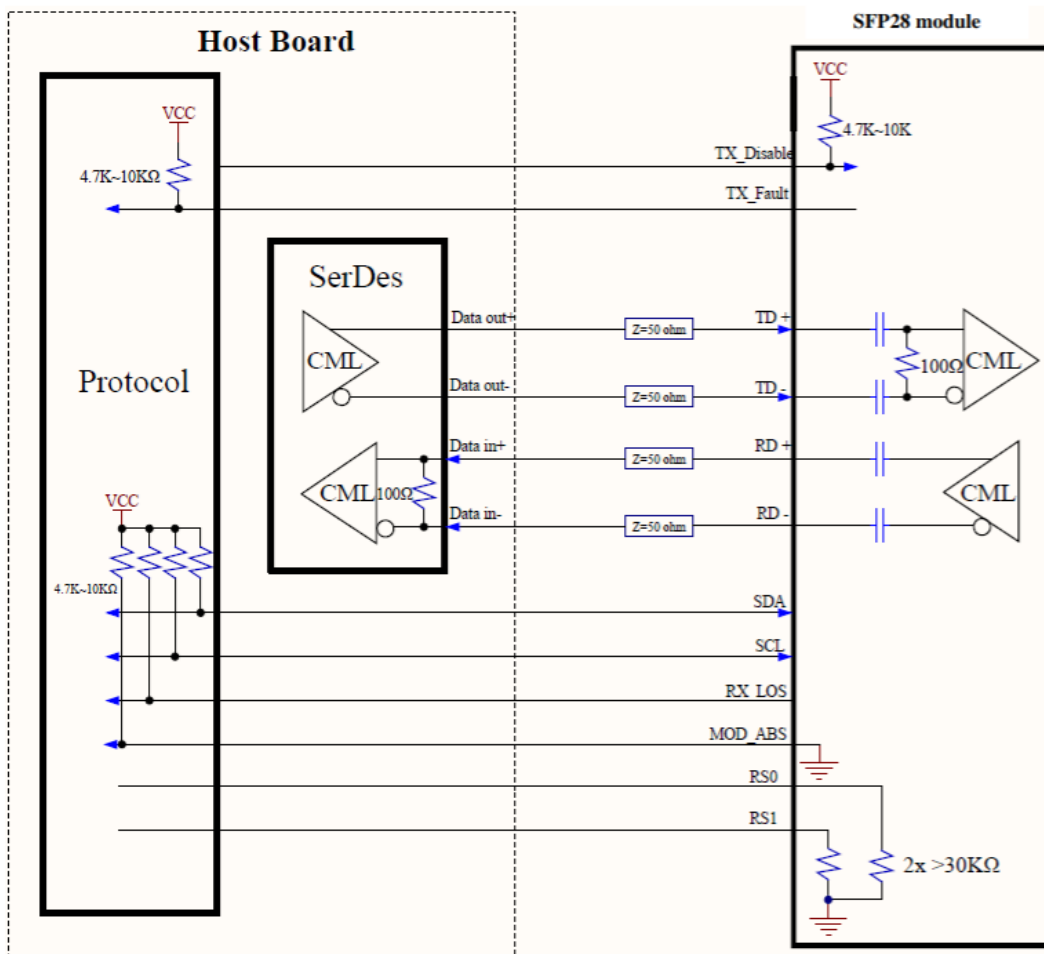 SFP28 module
Host Board
VCC
4.7K~10K
VCC
4.7K~10KΩ
TX_Disable
TX_Fault
SerDes
CML
Data out+
Z=50 ohm
TD +
100Ω
CML
Protocol
Data out-
Z=50 ohm
TD -
Data in+
Z=50 ohm
RD +
CML
100Ω
CML
Data in-
Z=50 ohm
RD -
VCC
4.7K~10KΩ
SDA
SCL
RX LOS
MOD_ABS
RS0
RS1
2x >30KΩ